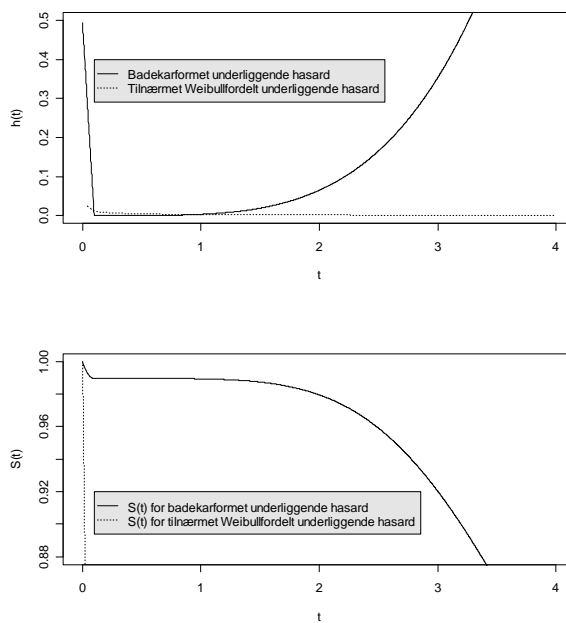 0.5
0.4
0.3
0.2
0.1
0.0
h(t)
Badekarformet underliggende hasard
Tilnærmet Weibullfordelt underliggende hasard
0 1 2 3 4
t
1.00
0.96
0.92
0.88
S(t)
S(t) for badekarformet underliggende hasard
S(t) for tilnærmet Weibullfordelt underliggende hasard
0 1 2 3 4
t